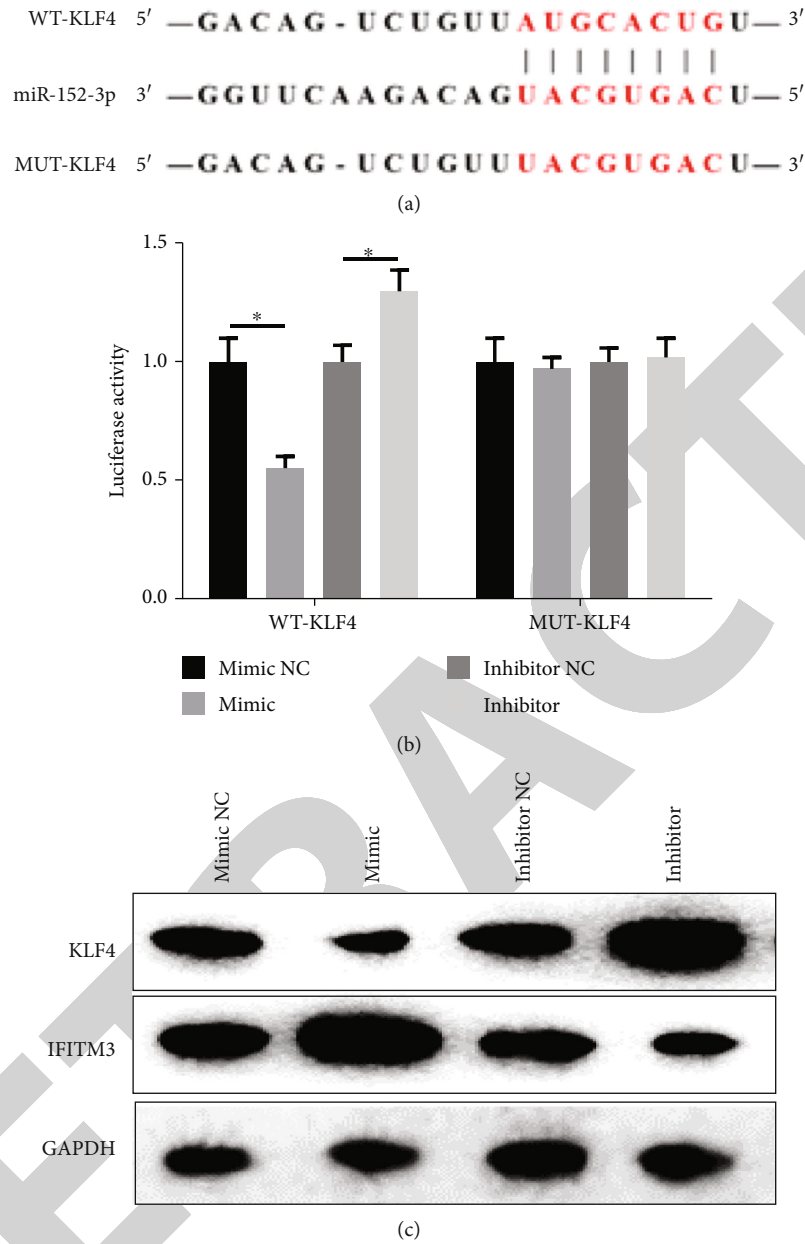 WT-KLF4 5′ —GACAG-UCUGUUAUGCACUGU— 3′
miR-152-3p 3′ —GGUUCAAGACAGUACGUGACU— 5′
MUT-KLF4 5′ —GACAG-UCUGUUUACGUGACU— 3′
(a)
1.5
1.0
0.5
0.0
Luciferase activity
*
*
WT-KLF4 MUT-KLF4
Mimic NC Inhibitor NC
Mimic Inhibitor
(b)
Mimic NC Mimic Inhibitor NC Inhibitor
KLF4
IFITM3
GAPDH
(c)